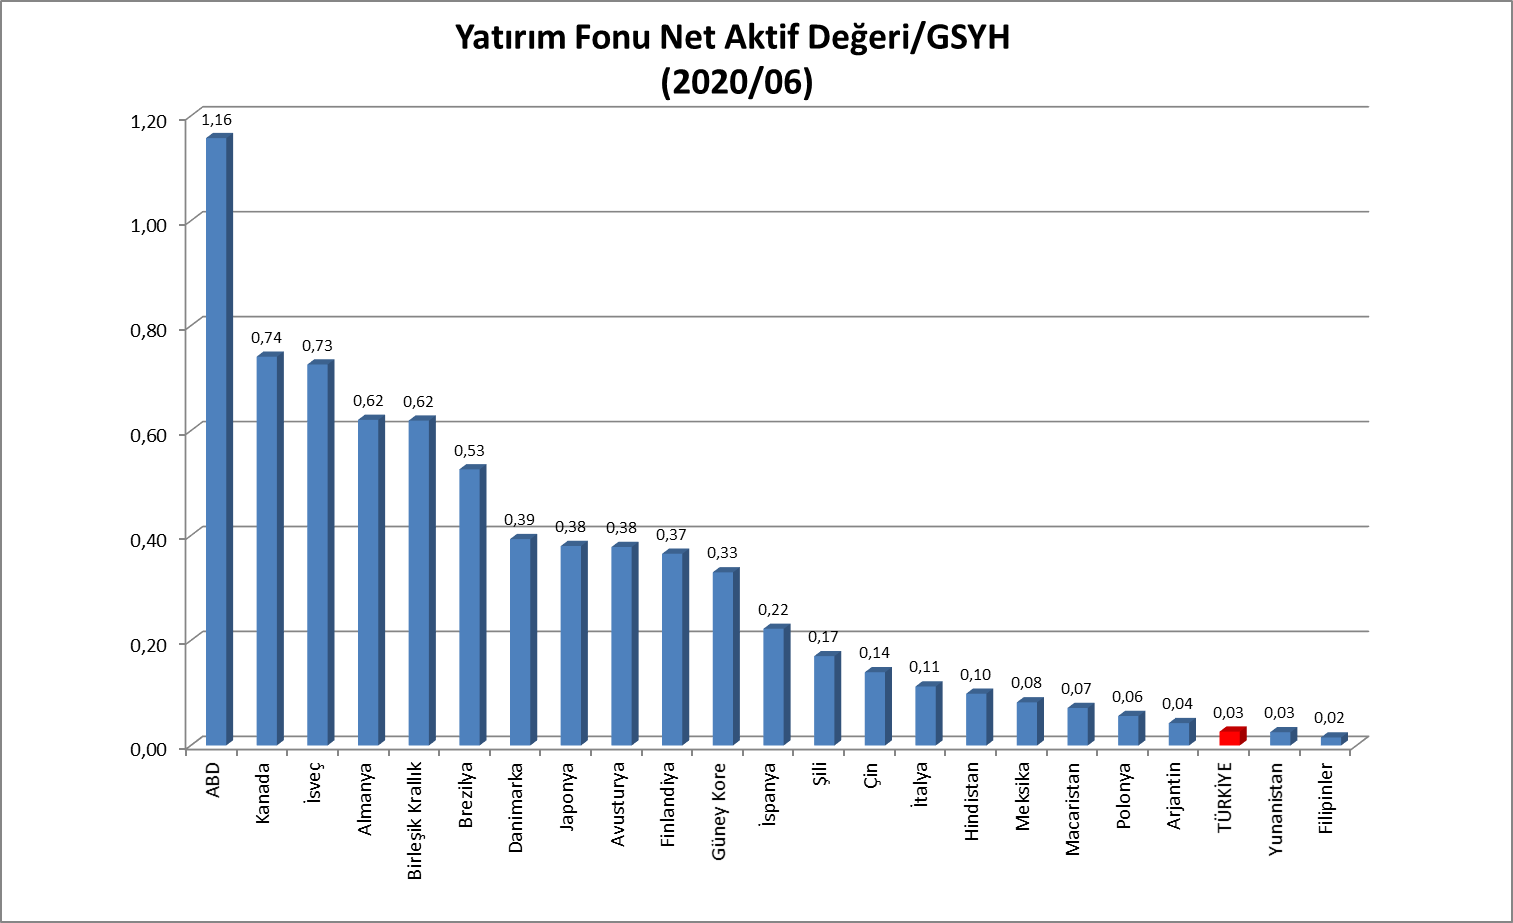 Yatırım Fonu Net Aktif Değeri/GSYH
(2020/06)
1,20
1,00
0,80
0,60
0,40
0,20
0,00
1,16
0,74
0,73
0,62
0,62
0,53
0,39
0,38
0,38
0,37
0,33
0,22
0,17
0,14
0,11
0,10
0,08
0,07
0,06
0,04
0,03
0,03
0,02
ABD
Kanada
İsveç
Almanya
Birleşik Krallık
Brezilya
Danimarka
Japonya
Avusturya
Finlandiya
Güney Kore
İspanya
Şili
Çin
İtalya
Hindistan
Meksika
Macaristan
Polonya
Arjantin
TÜRKİYE
Yunanistan
Filipinler